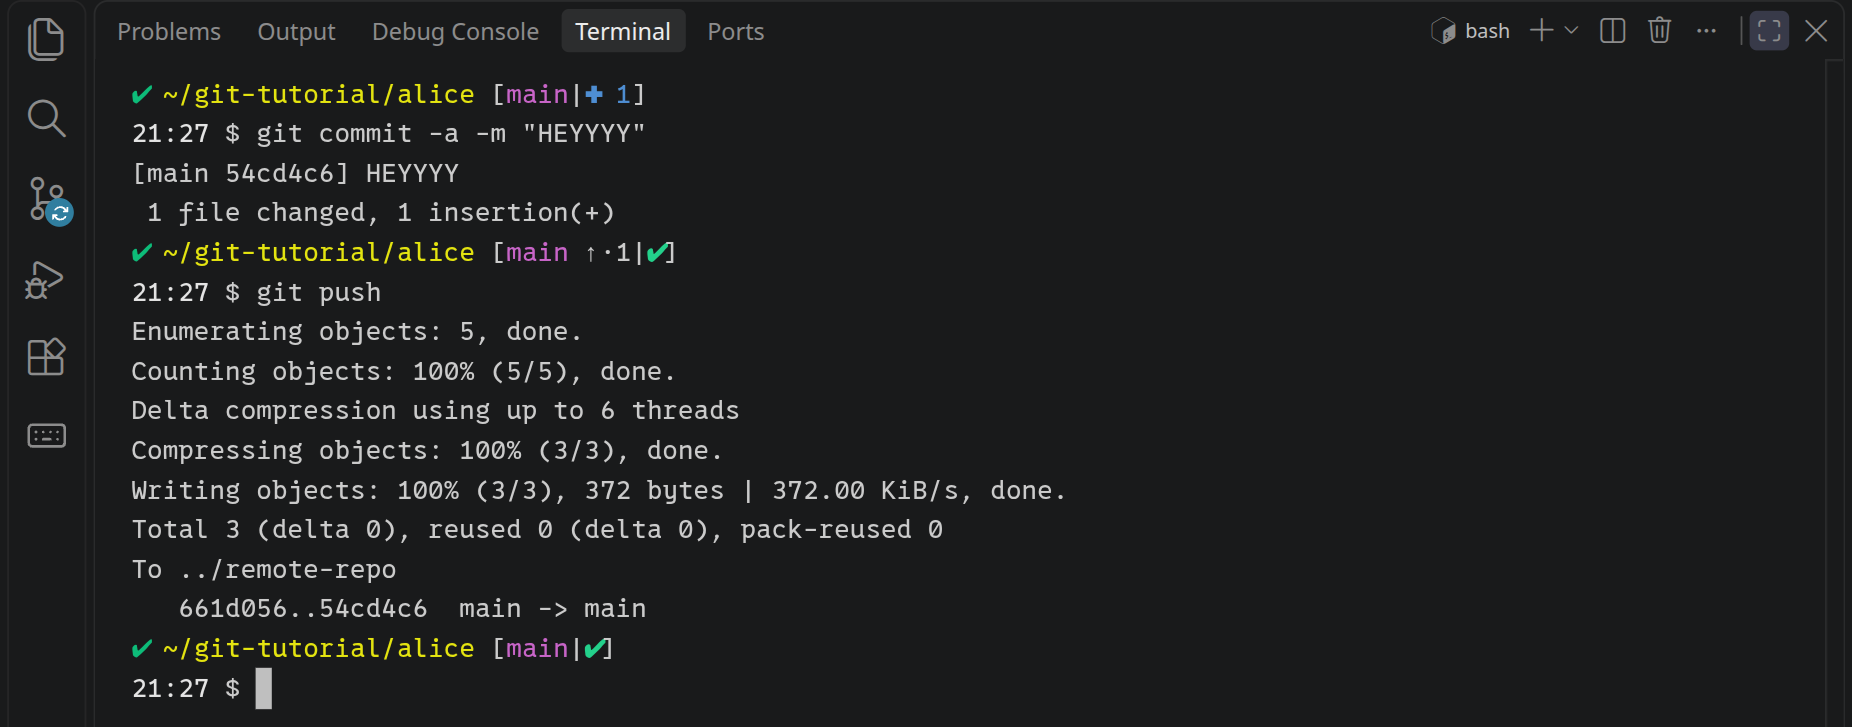 Problems Output Debug Console Terminal Ports bash
✔ ~/git-tutorial/alice [main|✚ 1]
21:27 $ git commit -a -m "HEYYYY"
[main 54cd4c6] HEYYYY
 1 file changed, 1 insertion(+)
✔ ~/git-tutorial/alice [main ↑·1|✔]
21:27 $ git push
Enumerating objects: 5, done.
Counting objects: 100% (5/5), done.
Delta compression using up to 6 threads
Compressing objects: 100% (3/3), done.
Writing objects: 100% (3/3), 372 bytes | 372.00 KiB/s, done.
Total 3 (delta 0), reused 0 (delta 0), pack-reused 0
To ../remote-repo
   661d056..54cd4c6  main -> main
✔ ~/git-tutorial/alice [main|✔]
21:27 $